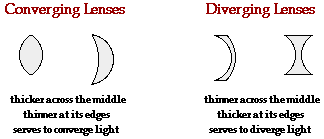 Converging Lenses
Diverging Lenses
thicker across the middle
thinner at its edges
serves to converge light
thinner across the middle
thicker at its edges
serves to diverge light